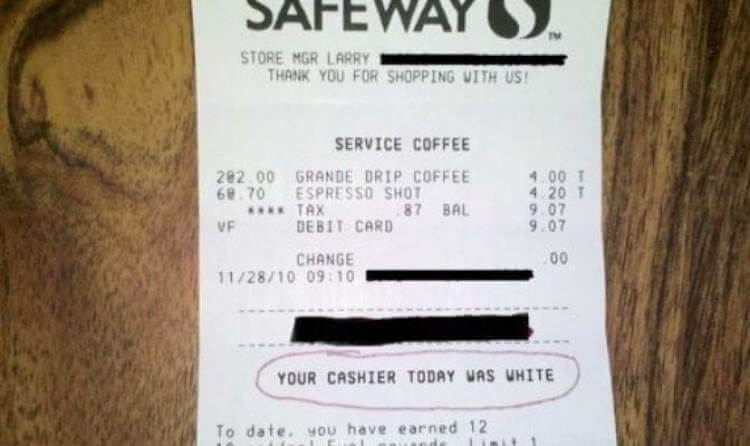 SAFEWAY TM
STORE MGR LARRY
THANK YOU FOR SHOPPING WITH US!
SERVICE COFFEE
2@2.00 GRANDE DRIP COFFEE 4.00 T
6@.70 ESPRESSO SHOT 4.20 T
**** TAX .87 BAL 9.07
VF DEBIT CARD 9.07
CHANGE .00
11/28/10 09:10
YOUR CASHIER TODAY WAS WHITE
To date, you have earned 12